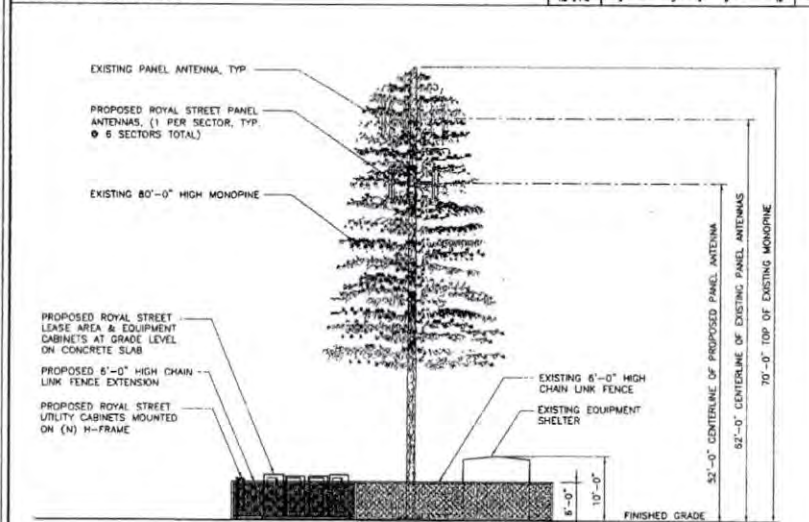 EXISTING PANEL ANTENNA, TYP
PROPOSED ROYAL STREET PANEL
ANTENNAS, (1 PER SECTOR, TYP.
@ 6 SECTORS TOTAL)
EXISTING 80'-0" HIGH MONOPINE
PROPOSED ROYAL STREET
LEASE AREA & EQUIPMENT
CABINETS AT GRADE LEVEL
ON CONCRETE SLAB
PROPOSED 6'-0" HIGH CHAIN
LINK FENCE EXTENSION
PROPOSED ROYAL STREET
UTILITY CABINETS MOUNTED
ON (N) H-FRAME
EXISTING 6'-0" HIGH
CHAIN LINK FENCE
EXISTING EQUIPMENT
SHELTER
6'-0"
10'-0"
52'-0" CENTERLINE OF PROPOSED PANEL ANTENNA
62'-0" CENTERLINE OF EXISTING PANEL ANTENNAS
70'-0" TOP OF EXISTING MONOPINE
FINISHED GRADE